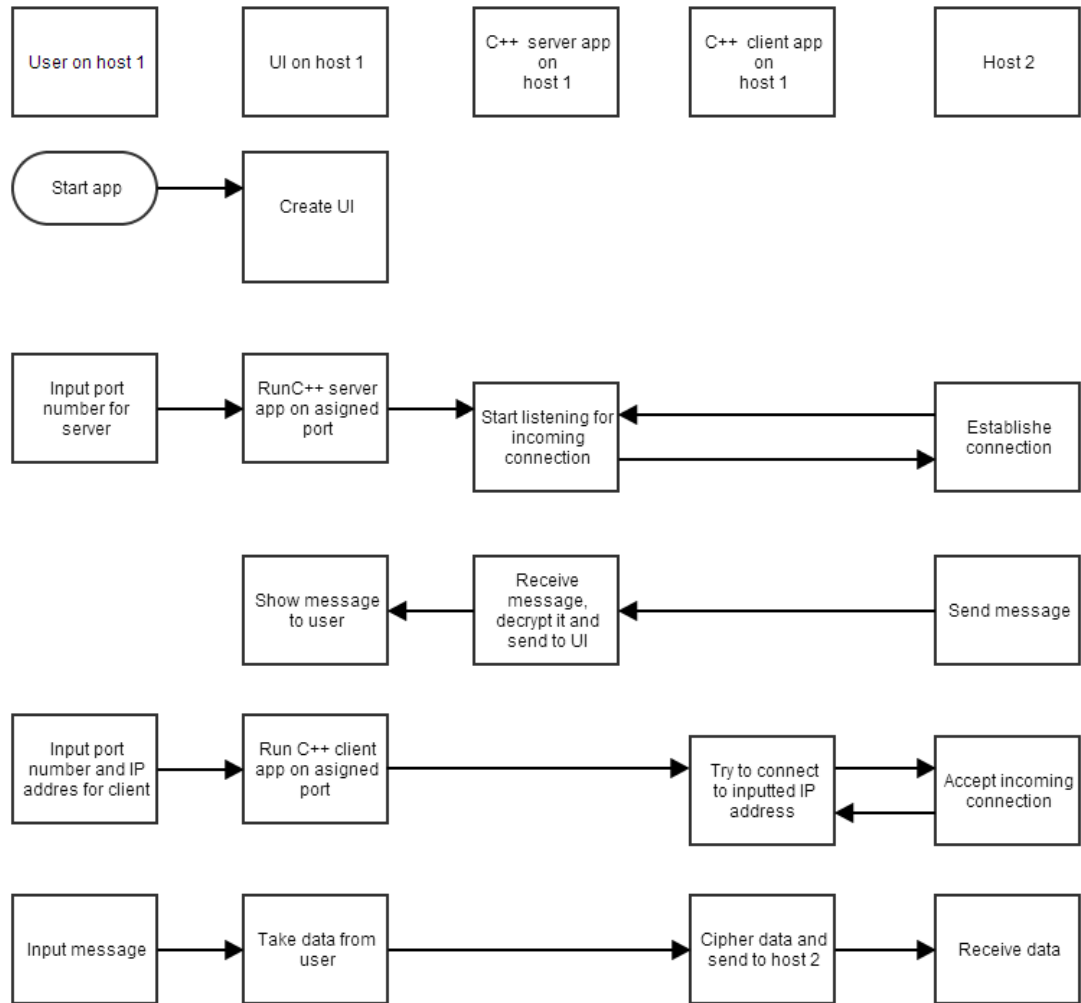 User on host 1
UI on host 1
C++ server app
on
host 1
C++ client app
on
host 1
Host 2
Start app
Create UI
Input port
number for
server
RunC++ server
app on asigned
port
Start listening for
incoming
connection
Establishe
connection
Show message
to user
Receive
message,
decrypt it and
send to UI
Send message
Input port
number and IP
addres for client
Run C++ client
app on asigned
port
Try to connect
to inputted IP
address
Accept incoming
connection
Input message
Take data from
user
Cipher data and
send to host 2
Receive data